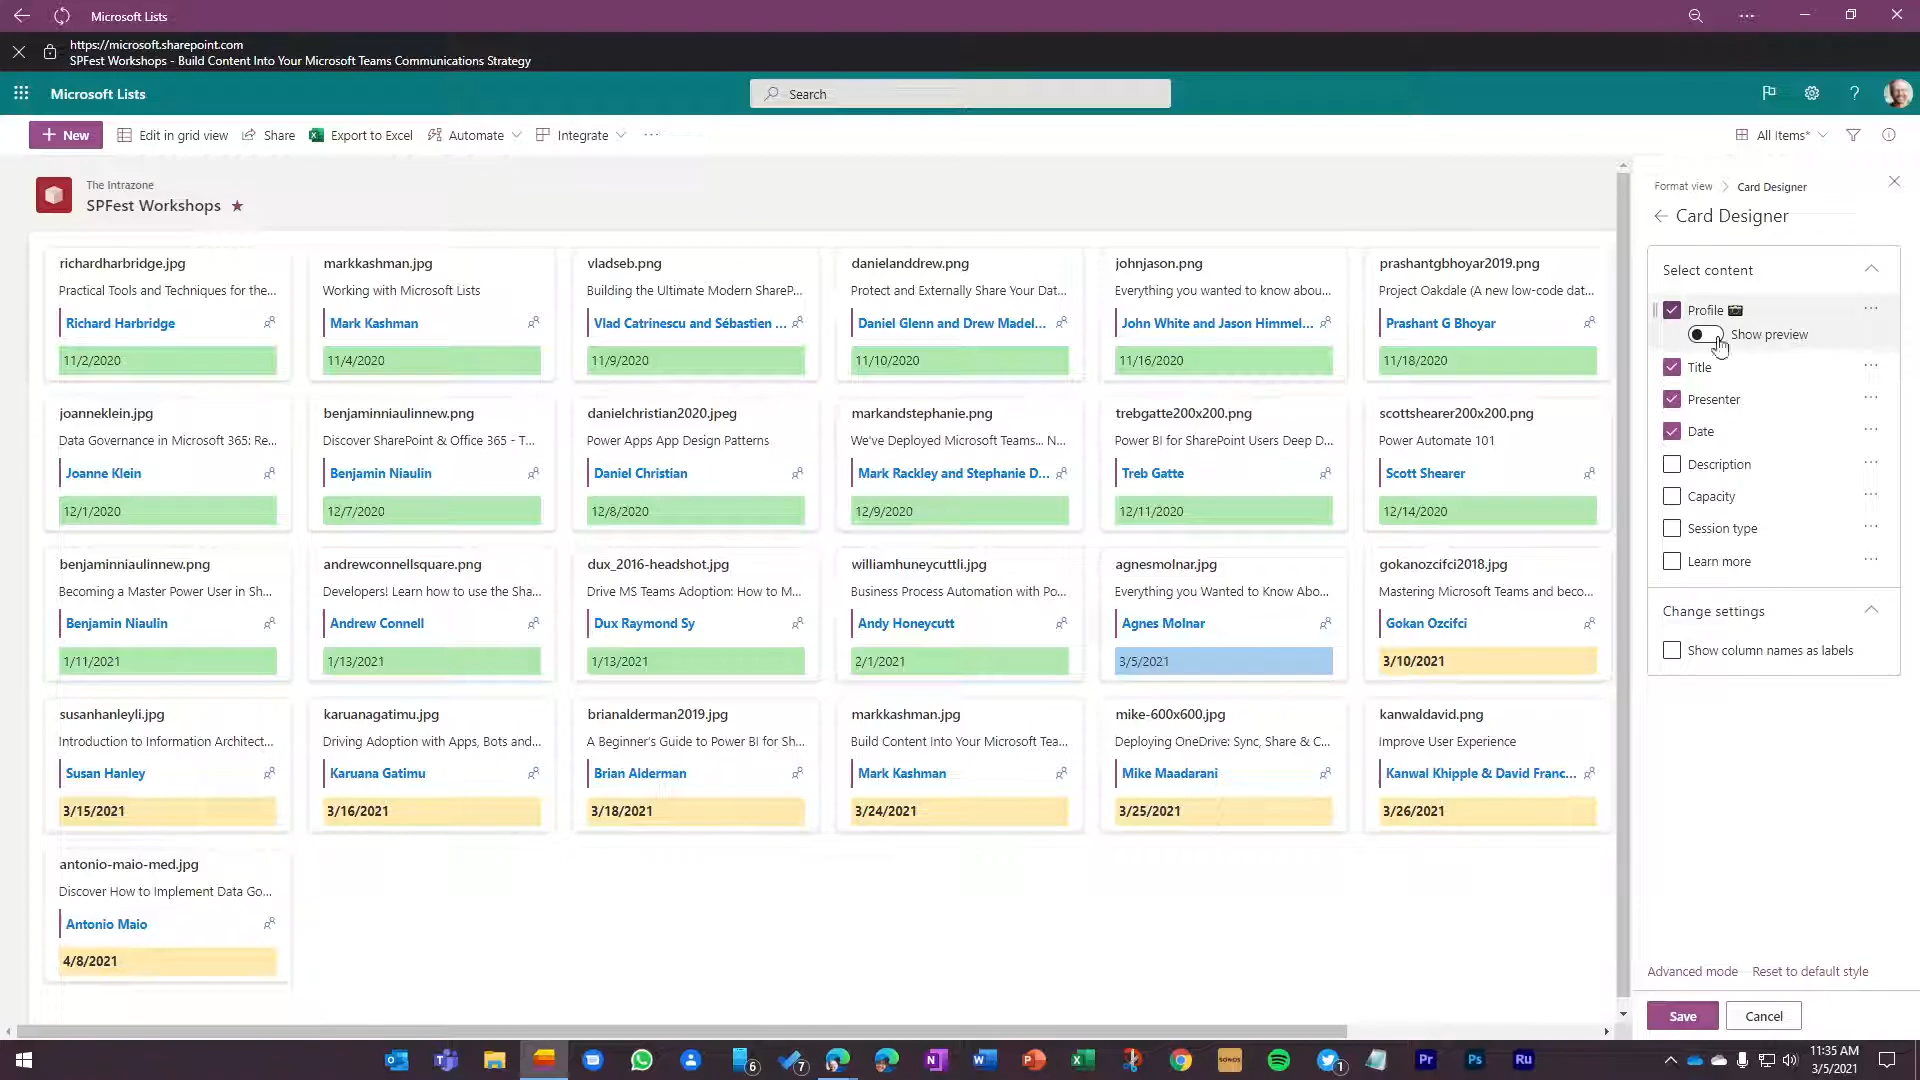 Microsoft Lists
https://microsoft.sharepoint.com
SPFest Workshops - Build Content Into Your Microsoft Teams Communications Strategy
Microsoft Lists
Search
New
Edit in grid view
Share
Export to Excel
Automate
Integrate
All Items*
The Intrazone
SPFest Workshops
richardharbridge.jpg
Practical Tools and Techniques for the...
Richard Harbridge
11/2/2020
markkashman.jpg
Working with Microsoft Lists
Mark Kashman
11/4/2020
vladseb.png
Building the Ultimate Modern ShareP...
Vlad Catrinescu and Sébastien ...
11/9/2020
danielanddrew.png
Protect and Externally Share Your Dat...
Daniel Glenn and Drew Madel...
11/10/2020
johnjason.png
Everything you wanted to know abou...
John White and Jason Himmel...
11/16/2020
prashantgbhoyar2019.png
Project Oakdale (A new low-code dat...
Prashant G Bhoyar
11/18/2020
joanneklein.jpg
Data Governance in Microsoft 365: Re...
Joanne Klein
12/1/2020
benjaminniaulinnew.png
Discover SharePoint & Office 365 - T...
Benjamin Niaulin
12/7/2020
danielchristian2020.jpeg
Power Apps App Design Patterns
Daniel Christian
12/8/2020
markandstephanie.png
We've Deployed Microsoft Teams... N...
Mark Rackley and Stephanie D...
12/9/2020
trebgatte200x200.png
Power BI for SharePoint Users Deep D...
Treb Gatte
12/11/2020
scottshearer200x200.png
Power Automate 101
Scott Shearer
12/14/2020
benjaminniaulinnew.png
Becoming a Master Power User in Sh...
Benjamin Niaulin
1/11/2021
andrewconnellsquare.png
Developers! Learn how to use the Sha...
Andrew Connell
1/13/2021
dux_2016-headshot.jpg
Drive MS Teams Adoption: How to M...
Dux Raymond Sy
1/13/2021
williamhuneycuttli.jpg
Business Process Automation with Po...
Andy Honeycutt
2/1/2021
agnesmolnar.jpg
Everything you Wanted to Know Abo...
Agnes Molnar
3/5/2021
gokanozcifci2018.jpg
Mastering Microsoft Teams and beco...
Gokan Ozcifci
3/10/2021
susanhanleyli.jpg
Introduction to Information Architect...
Susan Hanley
3/15/2021
karuanagatimu.jpg
Driving Adoption with Apps, Bots and...
Karuana Gatimu
3/16/2021
brianalderman2019.jpg
A Beginner's Guide to Power BI for Sh...
Brian Alderman
3/18/2021
markkashman.jpg
Build Content Into Your Microsoft Tea...
Mark Kashman
3/24/2021
mike-600x600.jpg
Deploying OneDrive: Sync, Share & C...
Mike Maadarani
3/25/2021
kanwaldavid.png
Improve User Experience
Kanwal Khipple & David Franc...
3/26/2021
antonio-maio-med.jpg
Discover How to Implement Data Go...
Antonio Maio
4/8/2021
Format view > Card Designer
Card Designer
Select content
Profile
Show preview
Title
Presenter
Date
Description
Capacity
Session type
Learn more
Change settings
Show column names as labels
Advanced mode
Reset to default style
Save
Cancel
6
7
SONOS
1
Pr
Ps
Ru
11:35 AM
3/5/2021